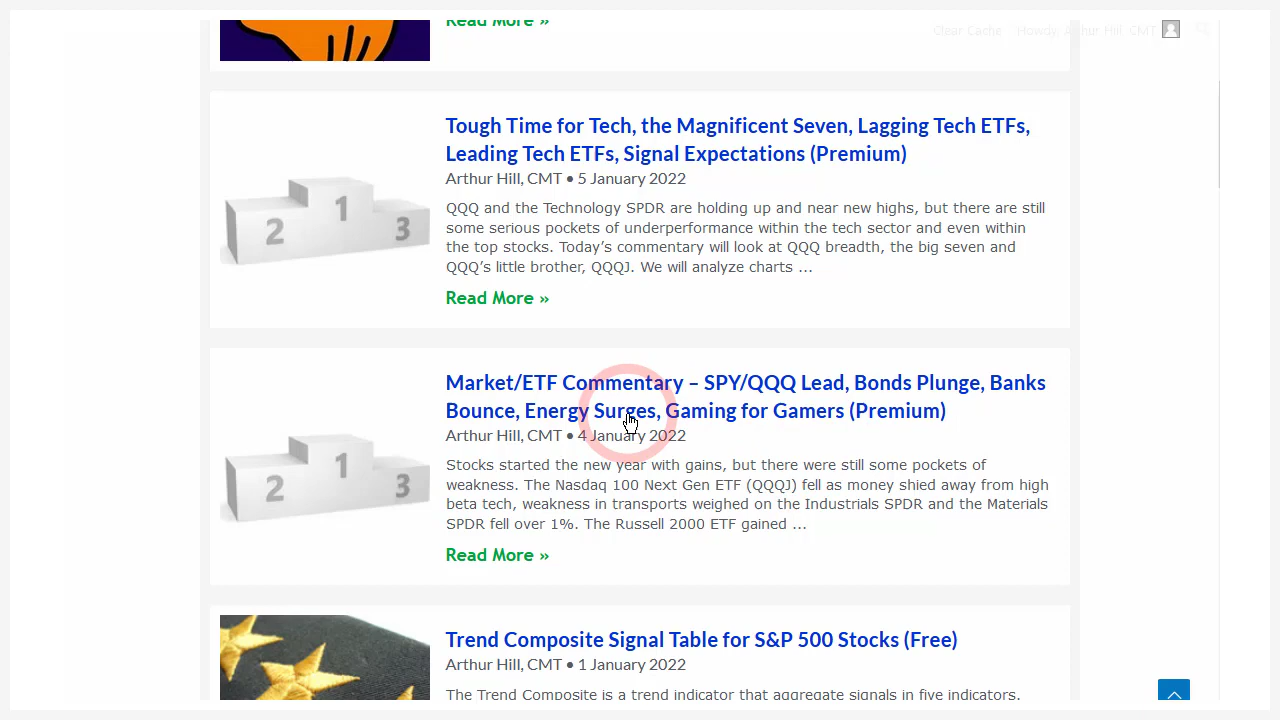 Read More »
Clear Cache Howdy, Arthur Hill, CMT
Tough Time for Tech, the Magnificent Seven, Lagging Tech ETFs,
Leading Tech ETFs, Signal Expectations (Premium)
Arthur Hill, CMT • 5 January 2022
QQQ and the Technology SPDR are holding up and near new highs, but there are still
some serious pockets of underperformance within the tech sector and even within
the top stocks. Today’s commentary will look at QQQ breadth, the big seven and
QQQ’s little brother, QQQJ. We will analyze charts ...
Read More »
2 1 3
Market/ETF Commentary – SPY/QQQ Lead, Bonds Plunge, Banks
Bounce, Energy Surges, Gaming for Gamers (Premium)
Arthur Hill, CMT • 4 January 2022
Stocks started the new year with gains, but there were still some pockets of
weakness. The Nasdaq 100 Next Gen ETF (QQQJ) fell as money shied away from high
beta tech, weakness in transports weighed on the Industrials SPDR and the Materials
SPDR fell over 1%. The Russell 2000 ETF gained ...
Read More »
2 1 3
Trend Composite Signal Table for S&P 500 Stocks (Free)
Arthur Hill, CMT • 1 January 2022
The Trend Composite is a trend indicator that aggregate signals in five indicators.